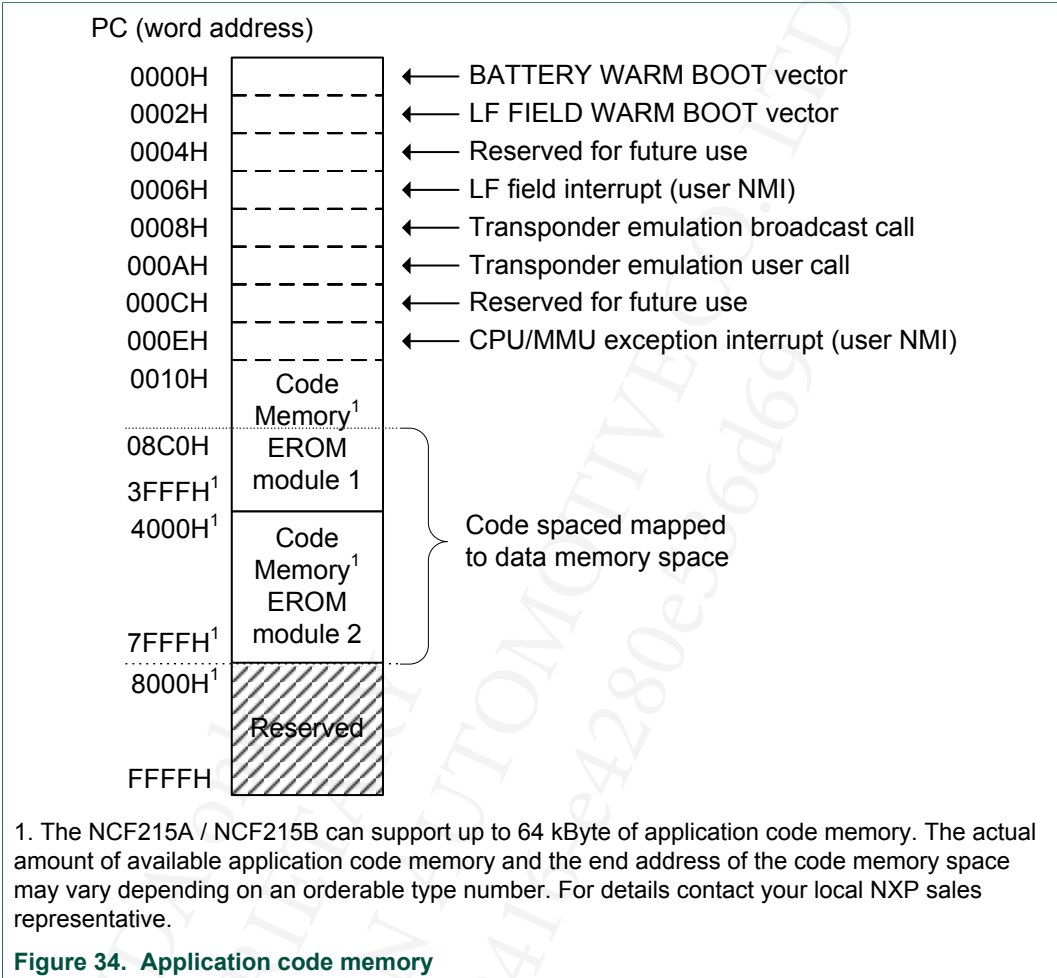 PC (word address)
0000H
BATTERY WARM BOOT vector
0002H
LF FIELD WARM BOOT vector
0004H
Reserved for future use
0006H
LF field interrupt (user NMI)
0008H
Transponder emulation broadcast call
000AH
Transponder emulation user call
000CH
Reserved for future use
000EH
CPU/MMU exception interrupt (user NMI)
0010H
Code
Memory¹
08C0H
EROM
module 1
3FFFH¹
4000H¹
Code
Memory¹
EROM
module 2
7FFFH¹
Code spaced mapped
to data memory space
8000H¹
Reserved
FFFFH
1. The NCF215A / NCF215B can support up to 64 kByte of application code memory. The actual
amount of available application code memory and the end address of the code memory space
may vary depending on an orderable type number. For details contact your local NXP sales
representative.
Figure 34. Application code memory